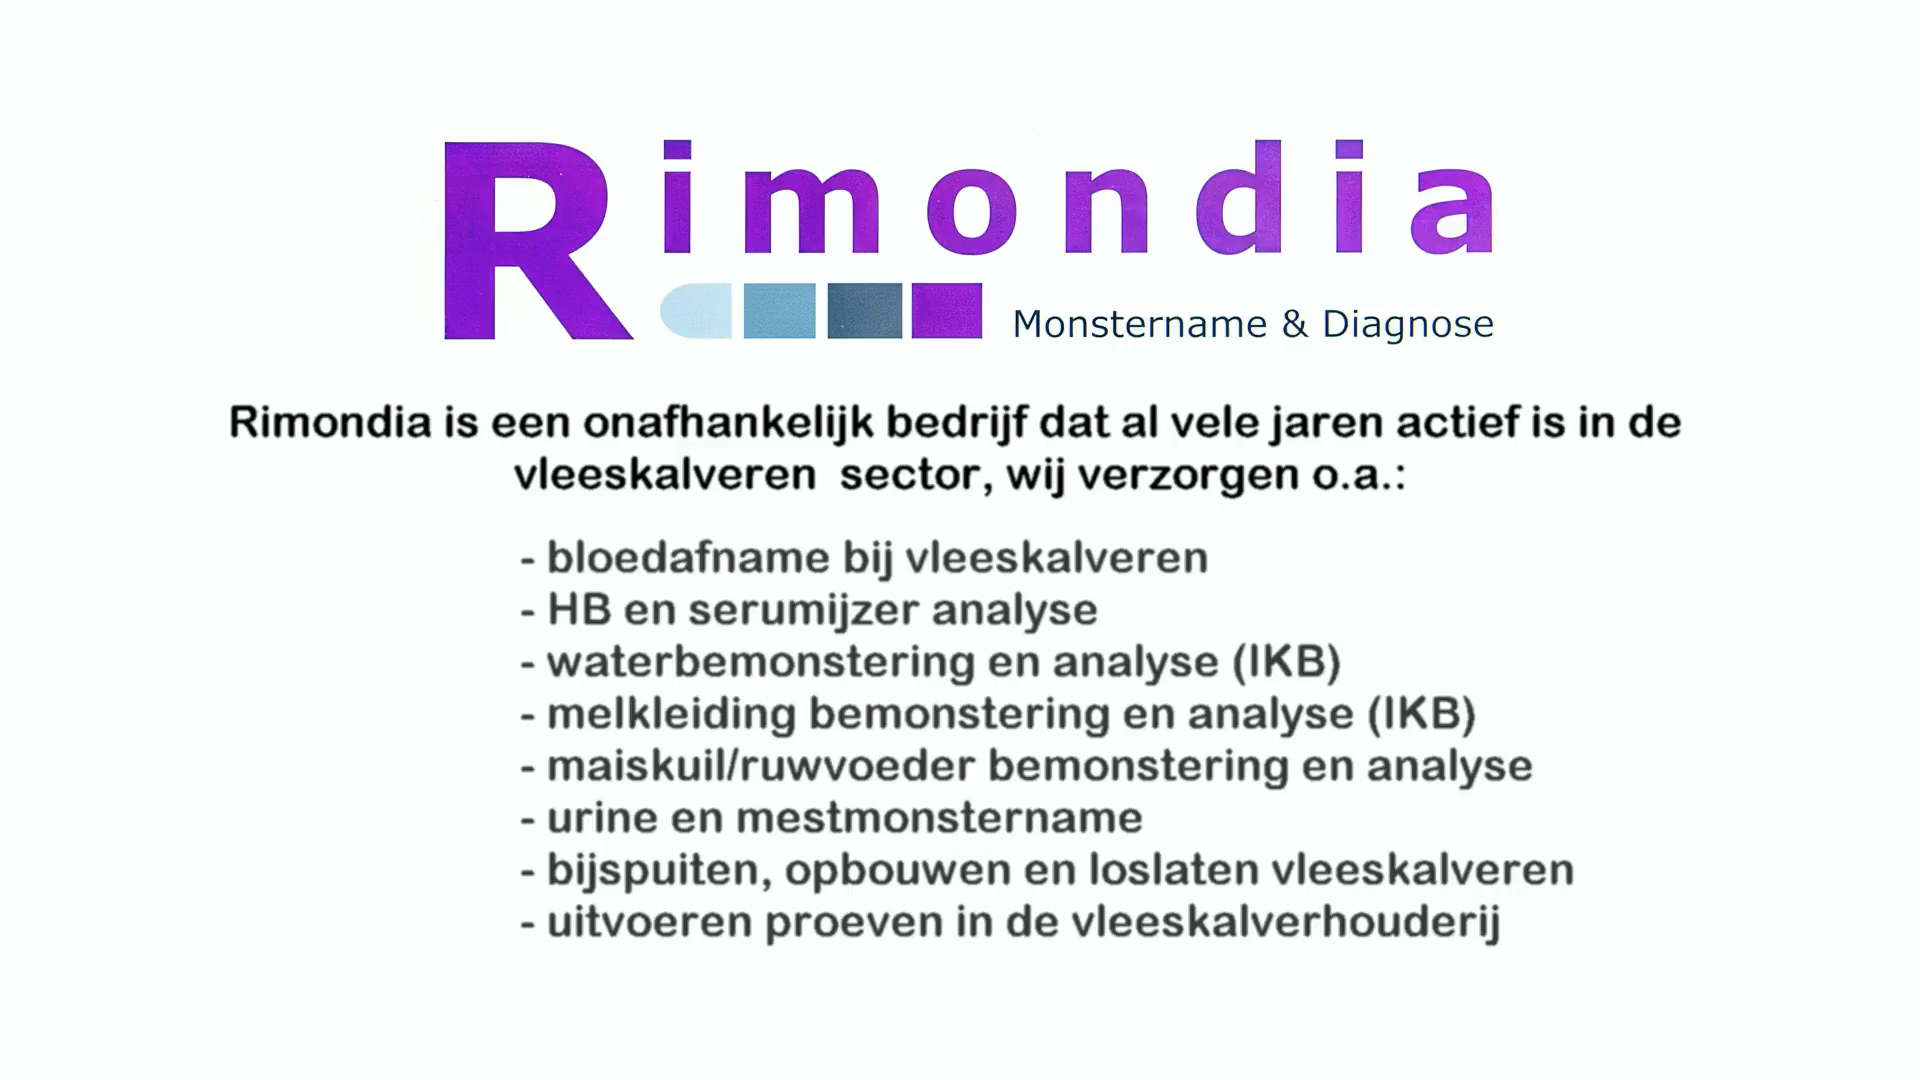 Rimondia
Monstername & Diagnose
Rimondia is een onafhankelijk bedrijf dat al vele jaren actief is in de
vleeskalveren sector, wij verzorgen o.a.:
- bloedafname bij vleeskalveren
- HB en serumijzer analyse
- waterbemonstering en analyse (IKB)
- melkleiding bemonstering en analyse (IKB)
- maiskuil/ruwvoeder bemonstering en analyse
- urine en mestmonstername
- bijspuiten, opbouwen en loslaten vleeskalveren
- uitvoeren proeven in de vleeskalverhouderij